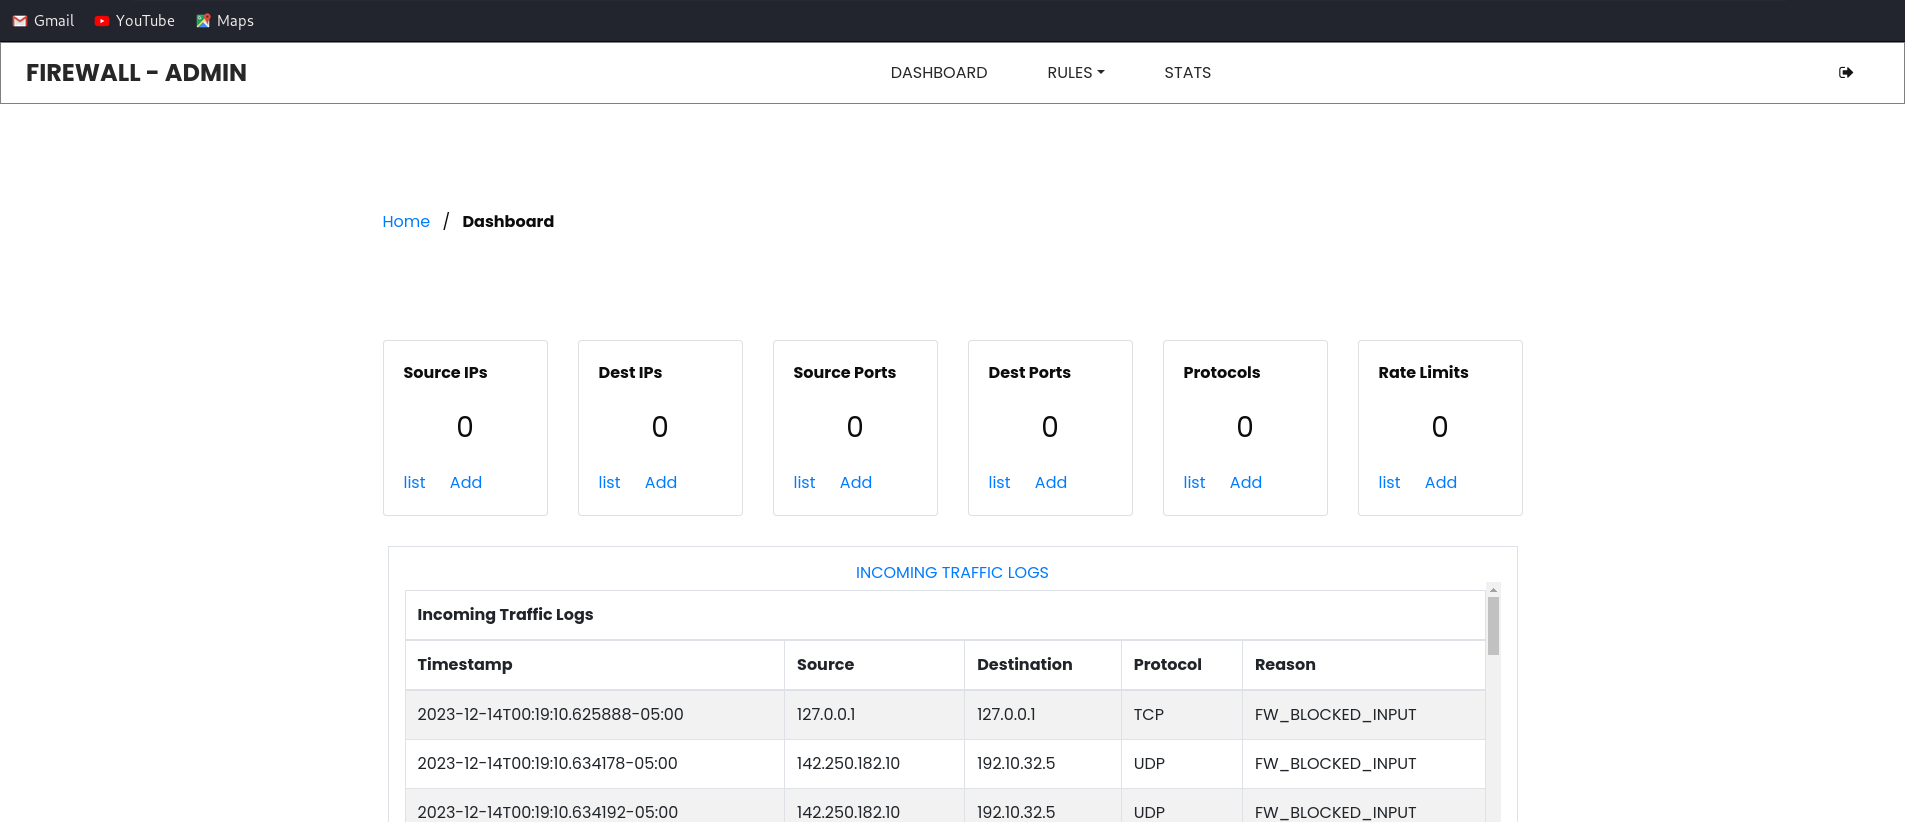 Gmail YouTube Maps
FIREWALL - ADMIN DASHBOARD RULES STATS
Home / Dashboard
Source IPs Dest IPs Source Ports Dest Ports Protocols Rate Limits
0 0 0 0 0 0
list Add list Add list Add list Add list Add list Add
INCOMING TRAFFIC LOGS
Incoming Traffic Logs
Timestamp Source Destination Protocol Reason
2023-12-14T00:19:10.625888-05:00 127.0.0.1 127.0.0.1 TCP FW_BLOCKED_INPUT
2023-12-14T00:19:10.634178-05:00 142.250.182.10 192.10.32.5 UDP FW_BLOCKED_INPUT
2023-12-14T00:19:10.634192-05:00 142.250.182.10 192.10.32.5 UDP FW_BLOCKED_INPUT